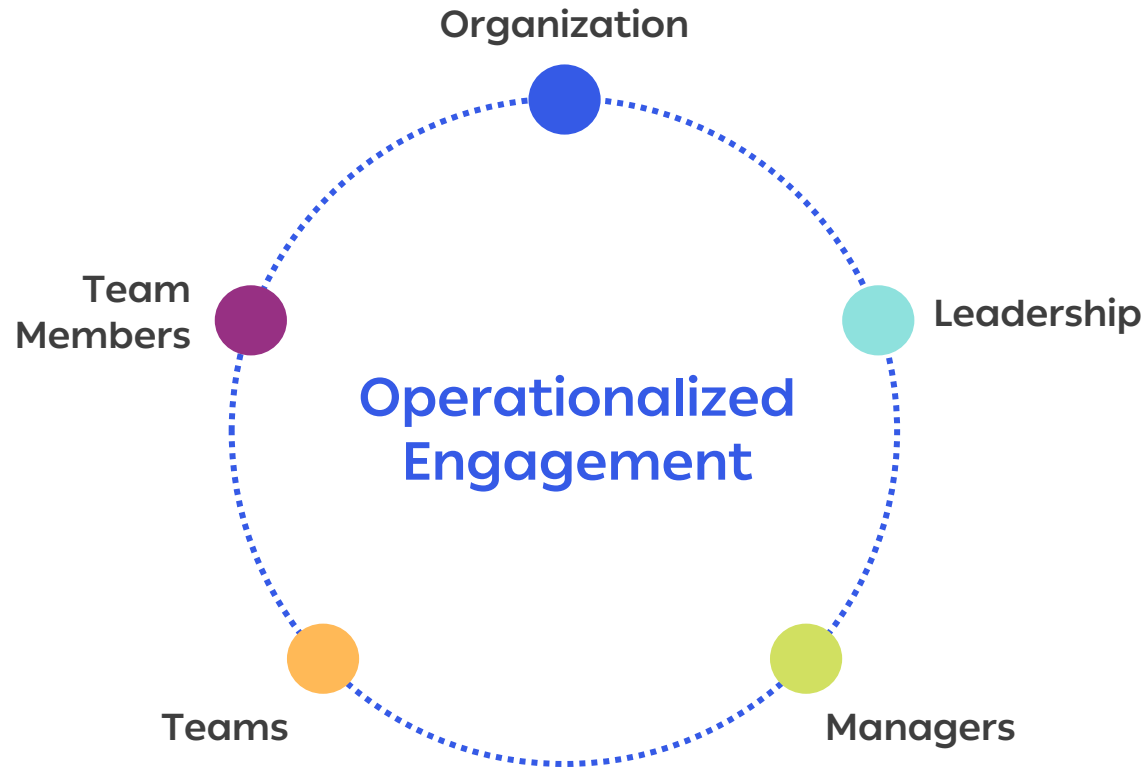 Organization
Team
Members
Leadership
Operationalized
Engagement
Teams
Managers